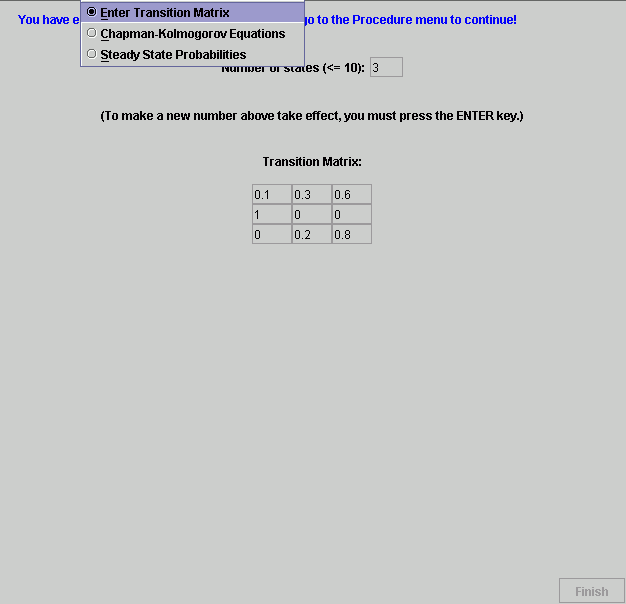 Enter Transition Matrix
You have e go to the Procedure menu to continue!
Chapman-Kolmogorov Equations
Steady State Probabilities
Number of states (<= 10): 3
(To make a new number above take effect, you must press the ENTER key.)
Transition Matrix:
0.1 0.3 0.6
1 0 0
0 0.2 0.8
Finish